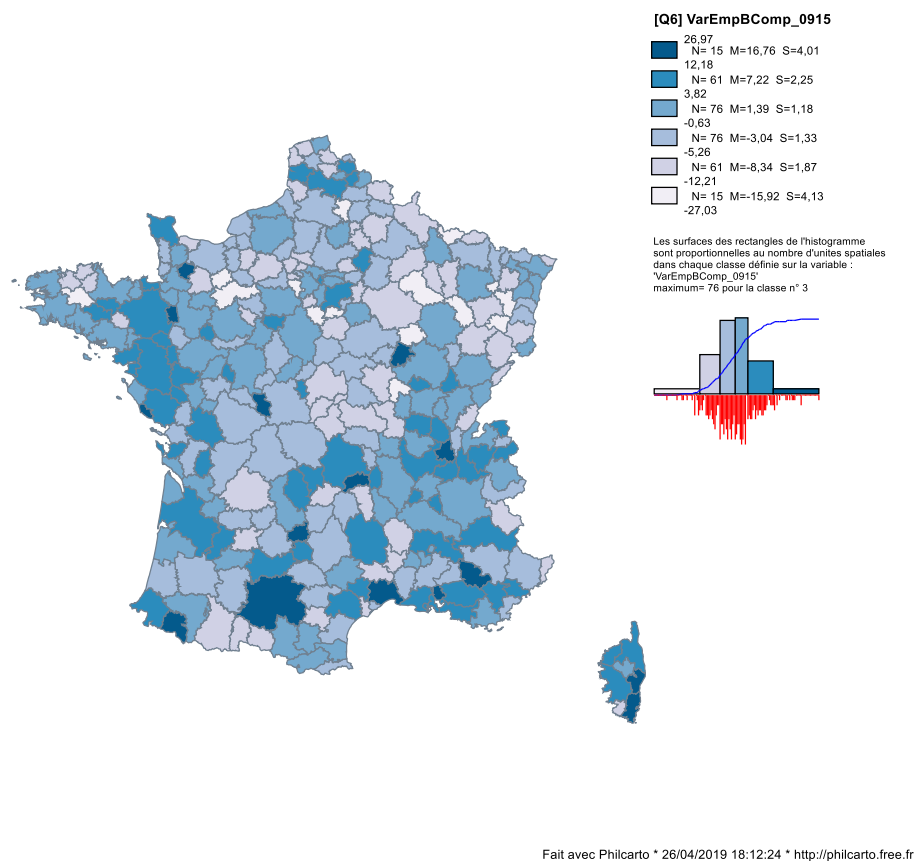 [Q6] VarEmpBComp_0915
26,97
N= 15 M=16,76 S=4,01
12,18
N= 61 M=7,22 S=2,25
3,82
N= 76 M=1,39 S=1,18
-0,63
N= 76 M=-3,04 S=1,33
-5,26
N= 61 M=-8,34 S=1,87
-12,21
N= 15 M=-15,92 S=4,13
-27,03
Les surfaces des rectangles de l'histogramme
sont proportionnelles au nombre d'unites spatiales
dans chaque classe définie sur la variable :
'VarEmpBComp_0915'
maximum= 76 pour la classe n° 3
Fait avec Philcarto * 26/04/2019 18:12:24 * http://philcarto.free.fr